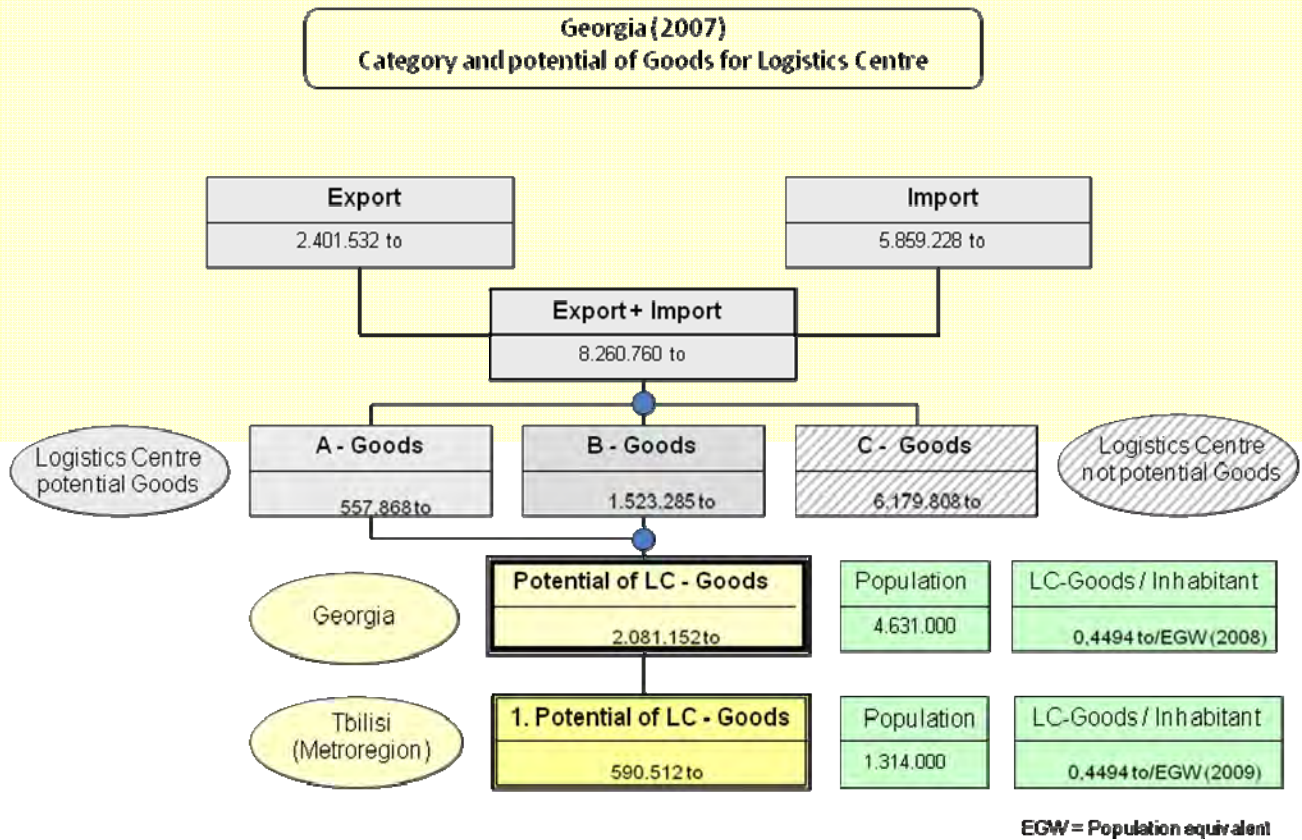 Georgia (2007)
Category and potential of Goods for Logistics Centre
Export
2.401.532 to
Import
5.859.228 to
Export + Import
8.260.760 to
Logistics Centre
potential Goods
A - Goods
557.868 to
B - Goods
1.523.285 to
C - Goods
6.179.808 to
Logistics Centre
not potential Goods
Georgia
Potential of LC - Goods
2.081.152 to
Population
4.631.000
LC-Goods / Inhabitant
0,4494 to/EGW (2008)
Tbilisi
(Metroregion)
1. Potential of LC - Goods
590.512 to
Population
1.314.000
LC-Goods / Inhabitant
0,4494 to/EGW (2009)
EGW = Population equivalent